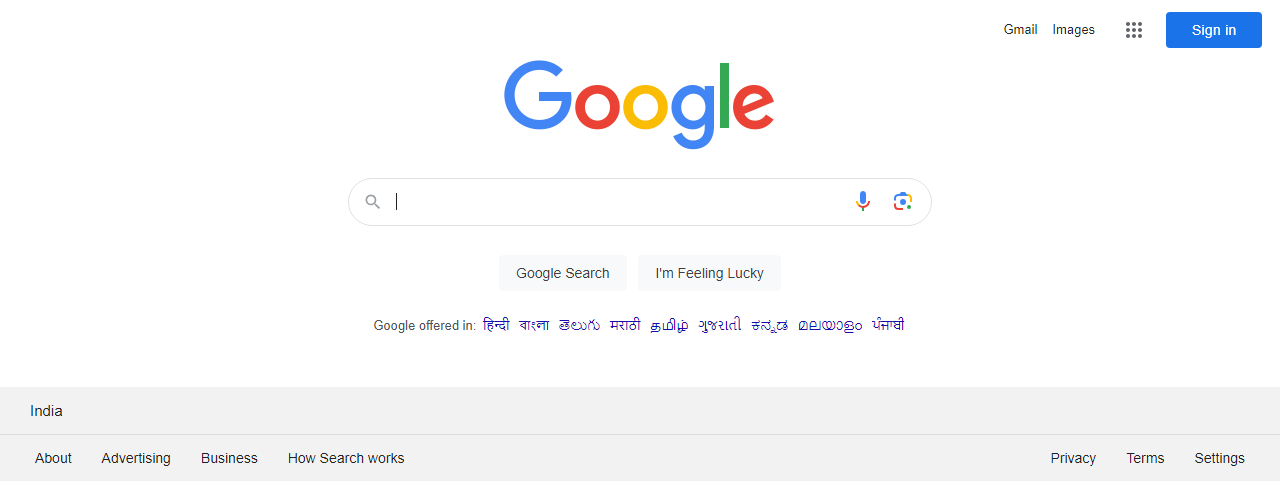 Gmail Images Sign in
Google
Google Search I'm Feeling Lucky
Google offered in: हिन्दी বাংলা తెలుగు मराठी தமிழ் ગુજરાતી ಕನ್ನಡ മലയാളം ਪੰਜਾਬੀ
India
About Advertising Business How Search works Privacy Terms Settings